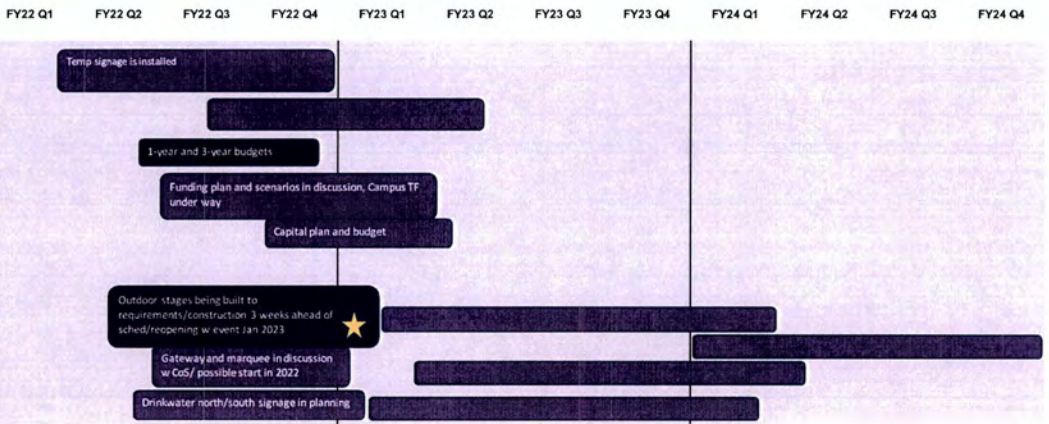 FY22 Q1 FY22 Q2 FY22 Q3 FY22 Q4 FY23 Q1 FY23 Q2 FY23 Q3 FY23 Q4 FY24 Q1 FY24 Q2 FY24 Q3 FY24 Q4
Temp signage is installed
1-year and 3-year budgets
Funding plan and scenarios in discussion, Campus TF
under way
Capital plan and budget
Outdoor stages being built to
requirements/construction 3 weeks ahead of
sched/reopening w event Jan 2023
Gateway and marquee in discussion
w CoS/ possible start in 2022
Drinkwater north/south signage in planning